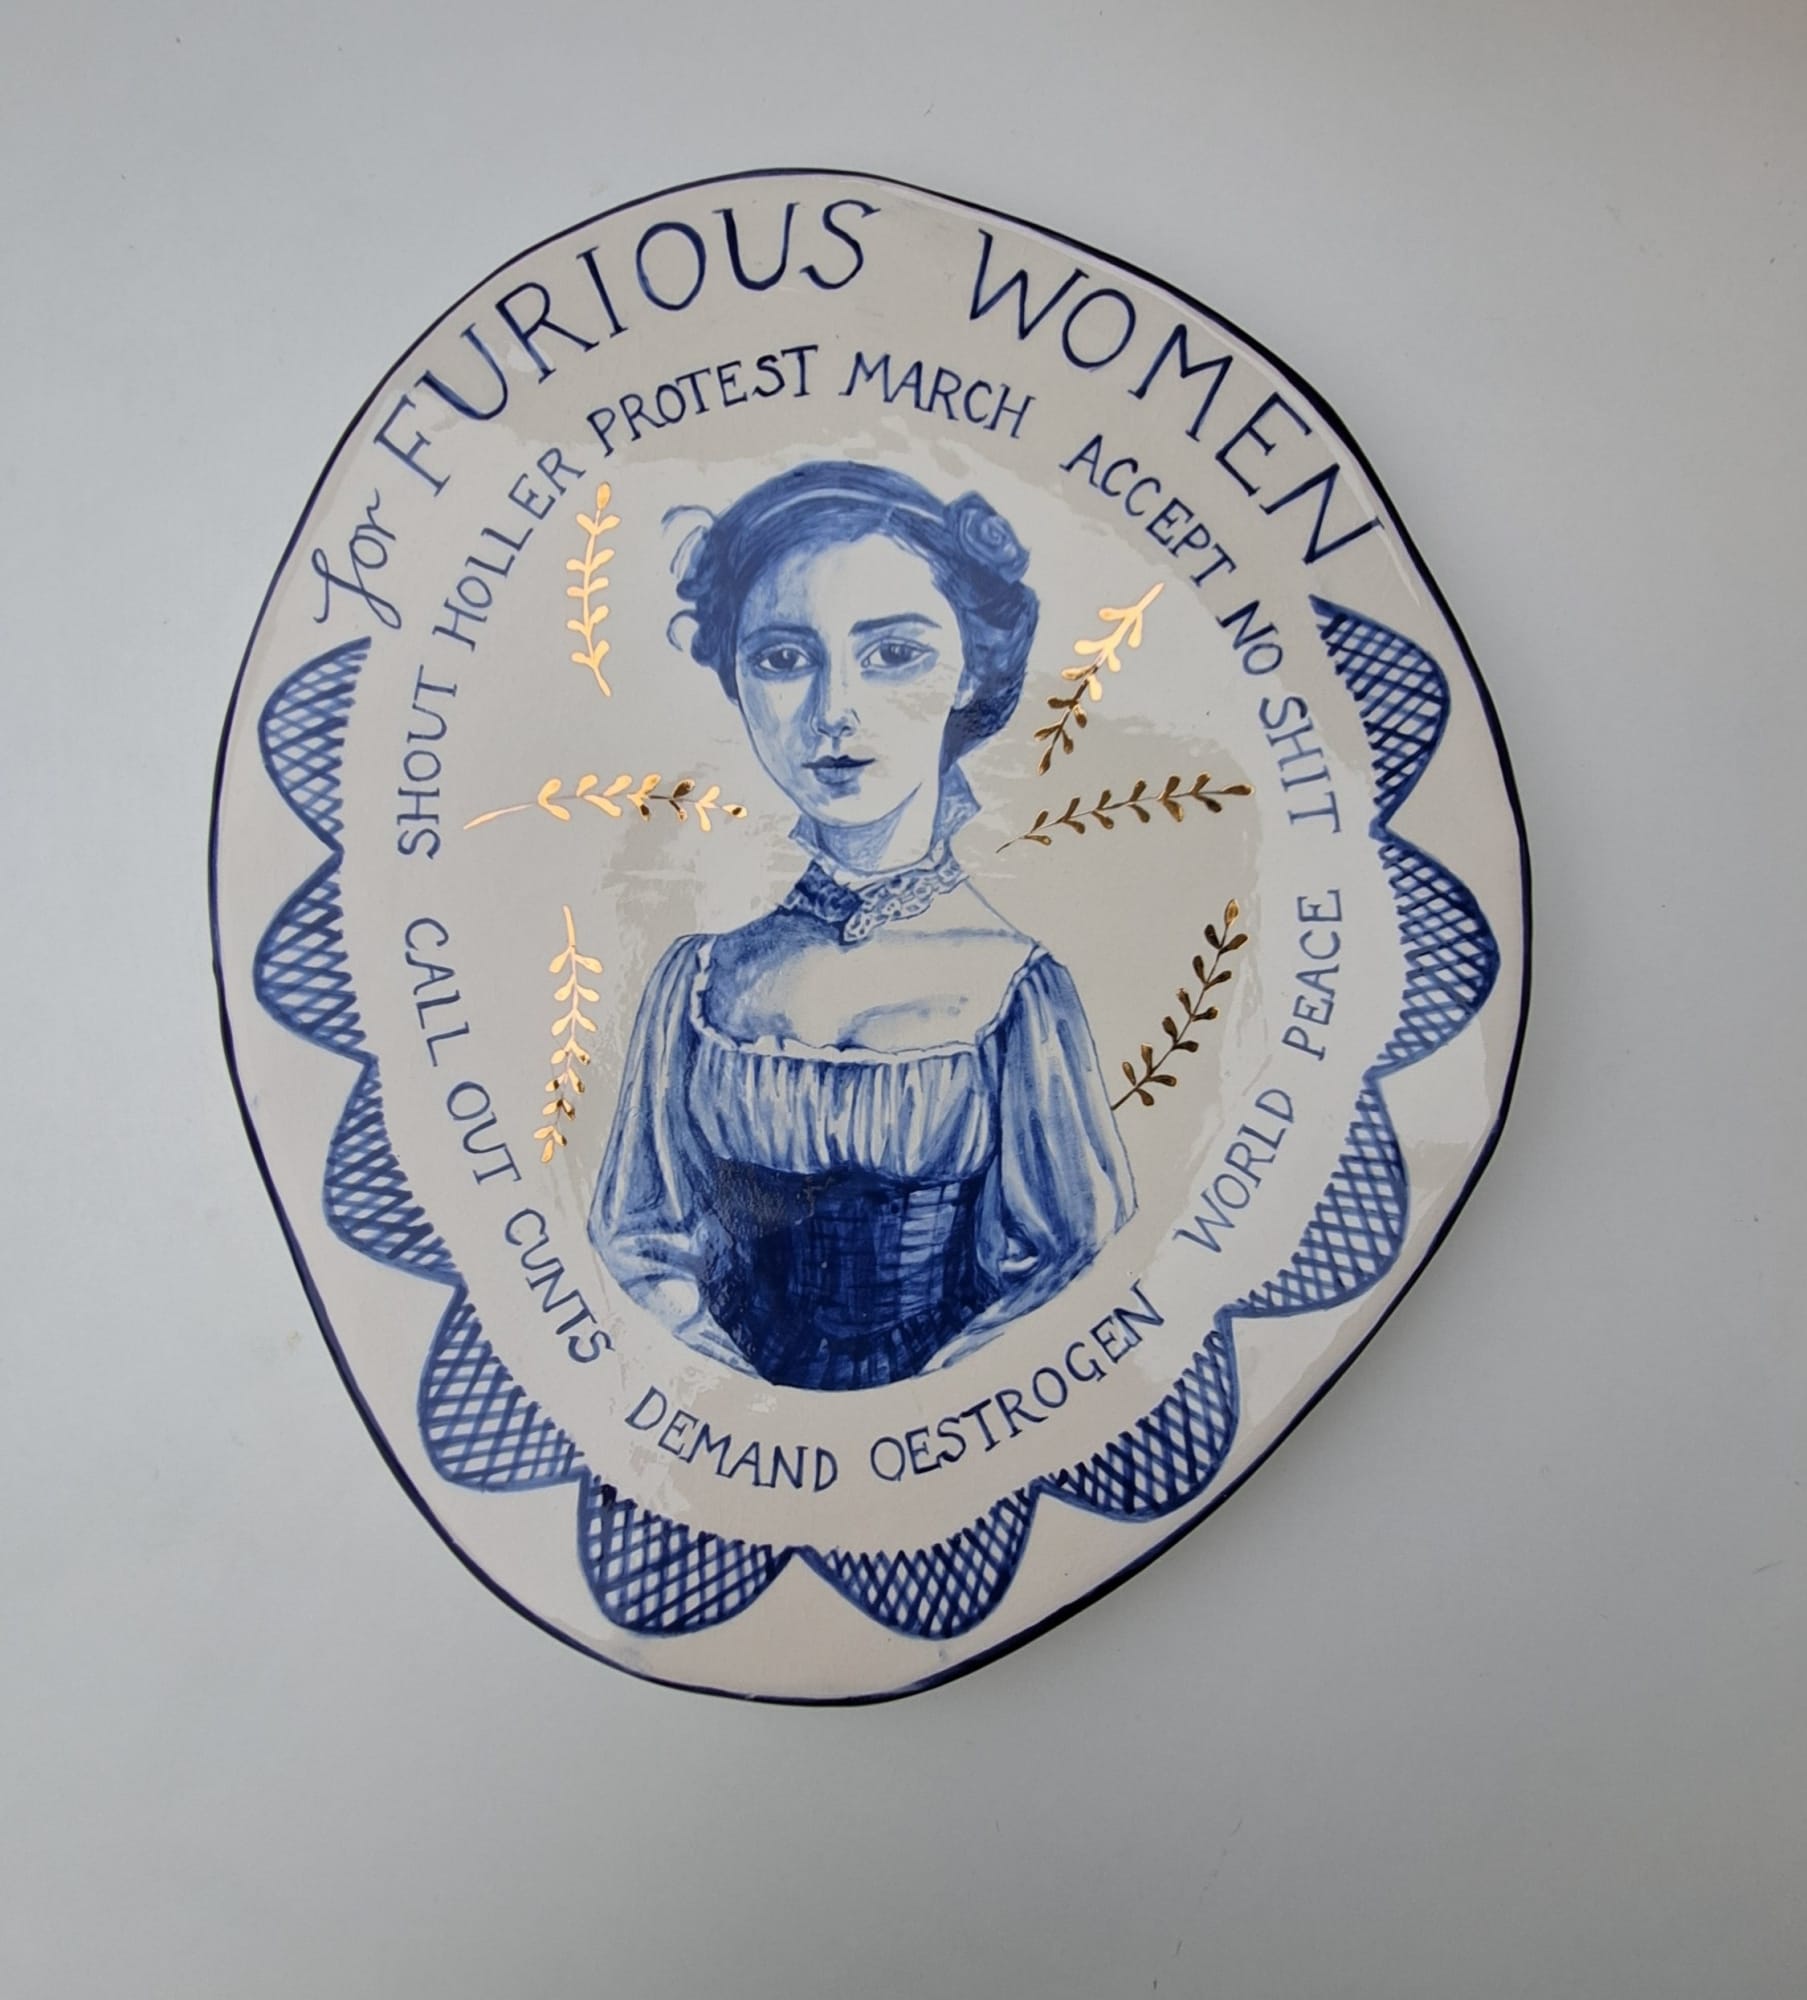 for FURIOUS WOMEN
CALL OUT CUNTS
SHOUT HOLLER PROTEST MARCH ACCEPT NO SHIT
DEMAND OESTROGEN WORLD PEACE